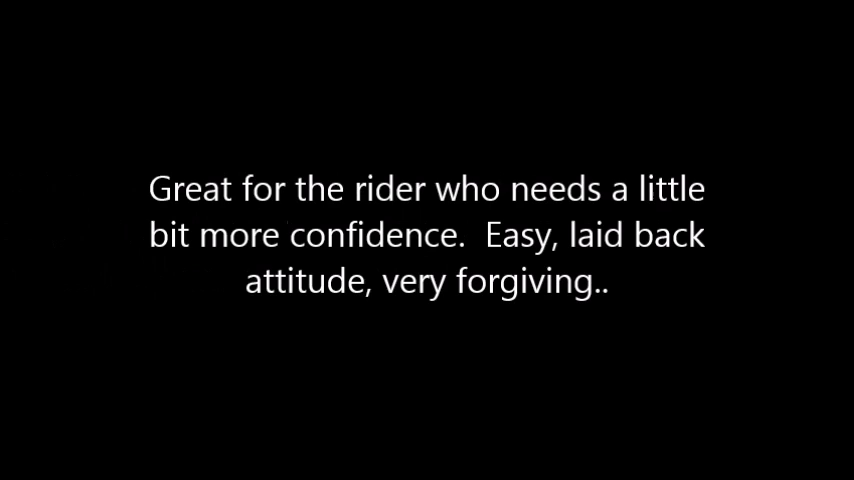 Great for the rider who needs a little
bit more confidence.  Easy, laid back
attitude, very forgiving..